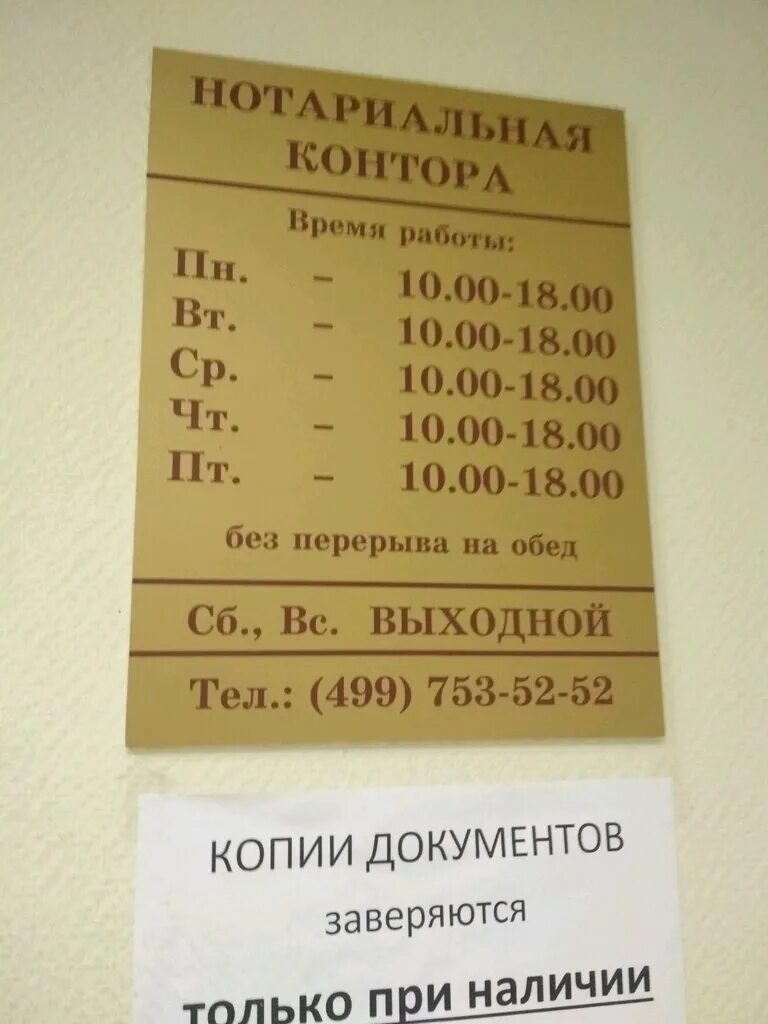 НОТАРИАЛЬНАЯ
КОНТОРА
Время работы:
Пн. – 10.00-18.00
Вт. – 10.00-18.00
Ср. – 10.00-18.00
Чт. – 10.00-18.00
Пт. – 10.00-18.00
без перерыва на обед
Сб., Вс. ВЫХОДНОЙ
Тел.: (499) 753-52-52
КОПИИ ДОКУМЕНТОВ
заверяются
только при наличии